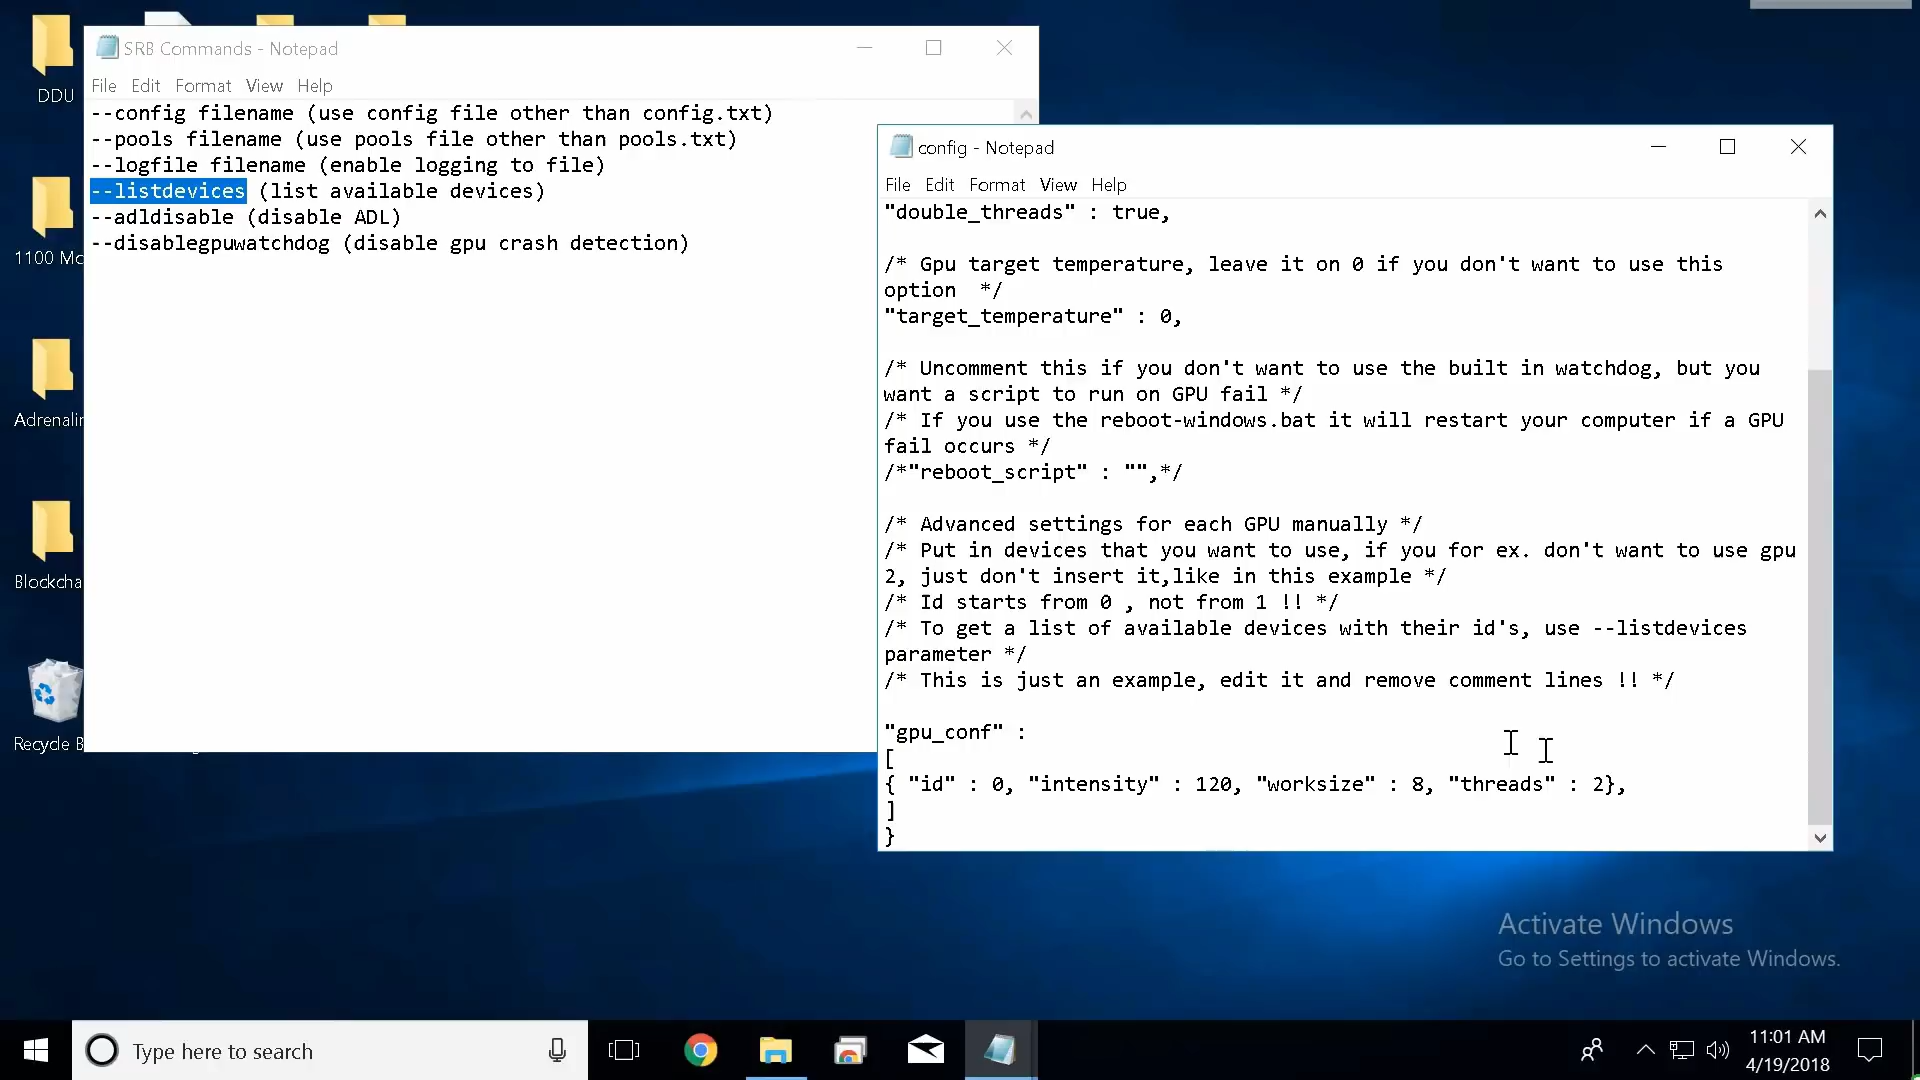 DDU
1100 Mo
Adrenalin
Blockcha
Recycle B
SRB Commands - Notepad
File Edit Format View Help
--config filename (use config file other than config.txt)
--pools filename (use pools file other than pools.txt)
--logfile filename (enable logging to file)
--listdevices (list available devices)
--adldisable (disable ADL)
--disablegpuwatchdog (disable gpu crash detection)
config - Notepad
File Edit Format View Help
"double_threads" : true,
/* Gpu target temperature, leave it on 0 if you don't want to use this
option  */
"target_temperature" : 0,
/* Uncomment this if you don't want to use the built in watchdog, but you
want a script to run on GPU fail */
/* If you use the reboot-windows.bat it will restart your computer if a GPU
fail occurs */
/*"reboot_script" : "",*/
/* Advanced settings for each GPU manually */
/* Put in devices that you want to use, if you for ex. don't want to use gpu
2, just don't insert it,like in this example */
/* Id starts from 0 , not from 1 !! */
/* To get a list of available devices with their id's, use --listdevices
parameter */
/* This is just an example, edit it and remove comment lines !! */
"gpu_conf" :
[
{ "id" : 0, "intensity" : 120, "worksize" : 8, "threads" : 2},
]
}
Activate Windows
Go to Settings to activate Windows.
Type here to search
11:01 AM
4/19/2018